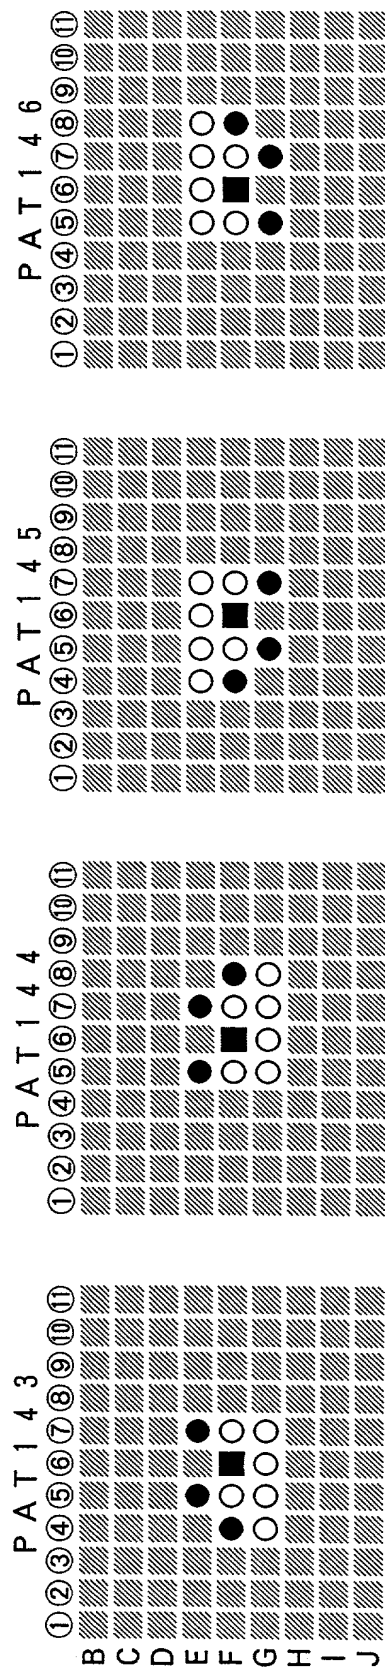 PAT143
①②③④⑤⑥⑦⑧⑨⑩⑪
B
C
D
E
F
G
H
I
J
PAT144
①②③④⑤⑥⑦⑧⑨⑩⑪
PAT145
①②③④⑤⑥⑦⑧⑨⑩⑪
PAT146
①②③④⑤⑥⑦⑧⑨⑩⑪